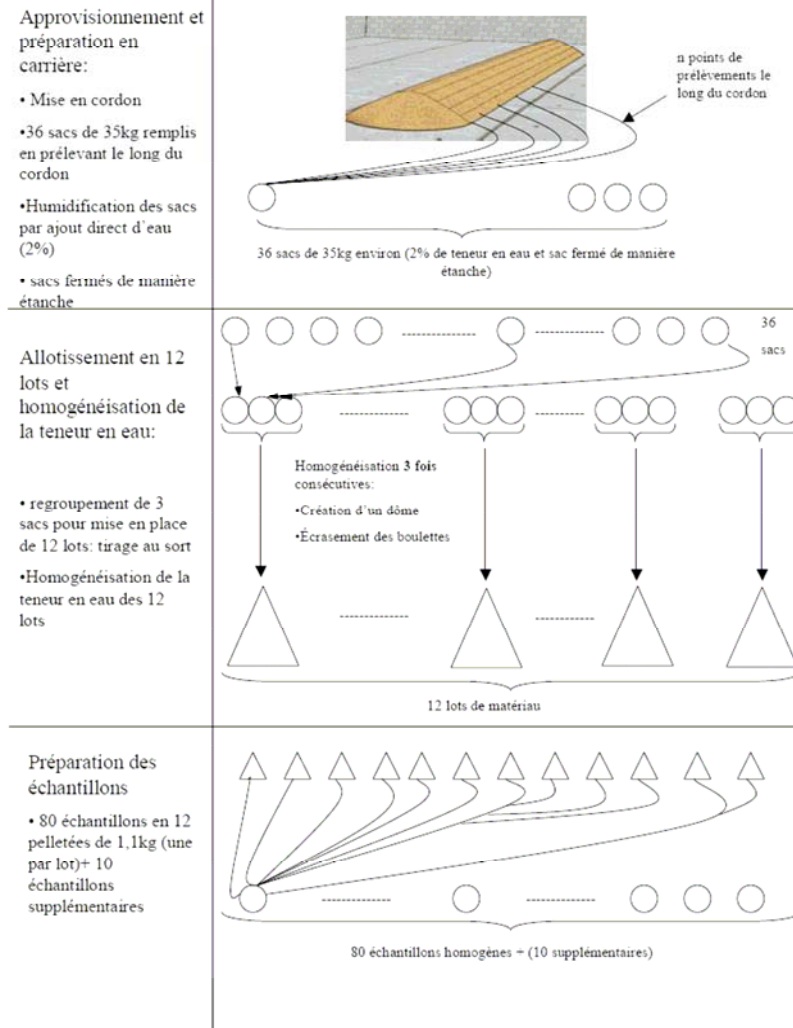 Approvisionnement et
préparation en
carrière:
• Mise en cordon
•36 sacs de 35kg remplis
en prélevant le long du
cordon
•Humidification des sacs
par ajout direct d'eau
(2%)
• sacs fermés de manière
étanche
n points de
prélèvements le
long du cordon
36 sacs de 35kg environ (2% de teneur en eau et sac fermé de manière
étanche)
Allotissement en 12
lots et
homogénéisation de
la teneur en eau:
• regroupement de 3
sacs pour mise en place
de 12 lots: tirage au sort
•Homogénéisation de la
teneur en eau des 12
lots
36
sacs
Homogénéisation 3 fois
consécutives:
•Création d'un dôme
•Écrasement des boulettes
12 lots de matériau
Préparation des
échantillons
• 80 échantillons en 12
pelletées de 1,1kg (une
par lot)+ 10
échantillons
supplémentaires
80 échantillons homogènes + (10 supplémentaires)